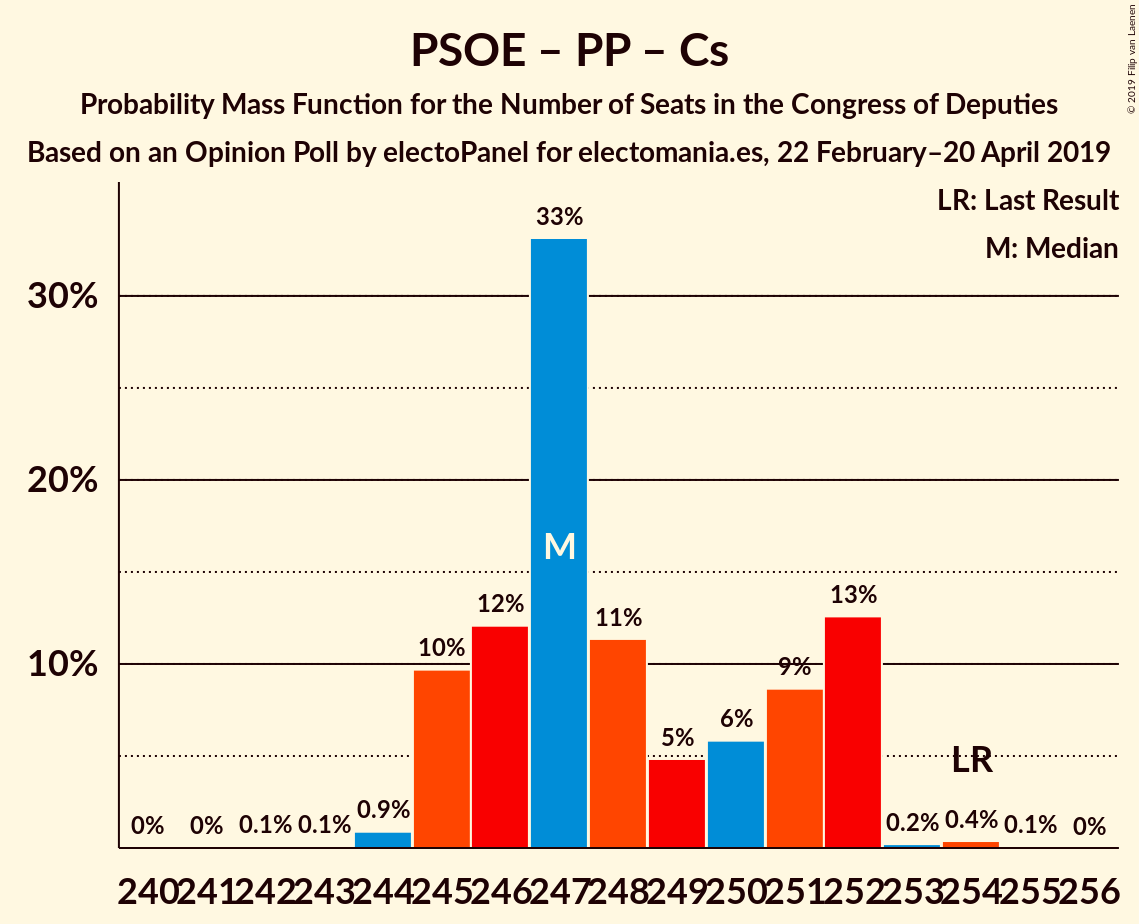 PSOE – PP – Cs
Probability Mass Function for the Number of Seats in the Congress of Deputies
Based on an Opinion Poll by electoPanel for electomania.es, 22 February–20 April 2019
© 2019 Filip van Laenen
LR: Last Result
M: Median
33%
30%
20%
M
13%
12%
11%
10%
10%
9%
6%
5%
LR
0% 0% 0.1% 0.1% 0.9% 0.2% 0.4% 0.1% 0%
240 241 242 243 244 245 246 247 248 249 250 251 252 253 254 255 256